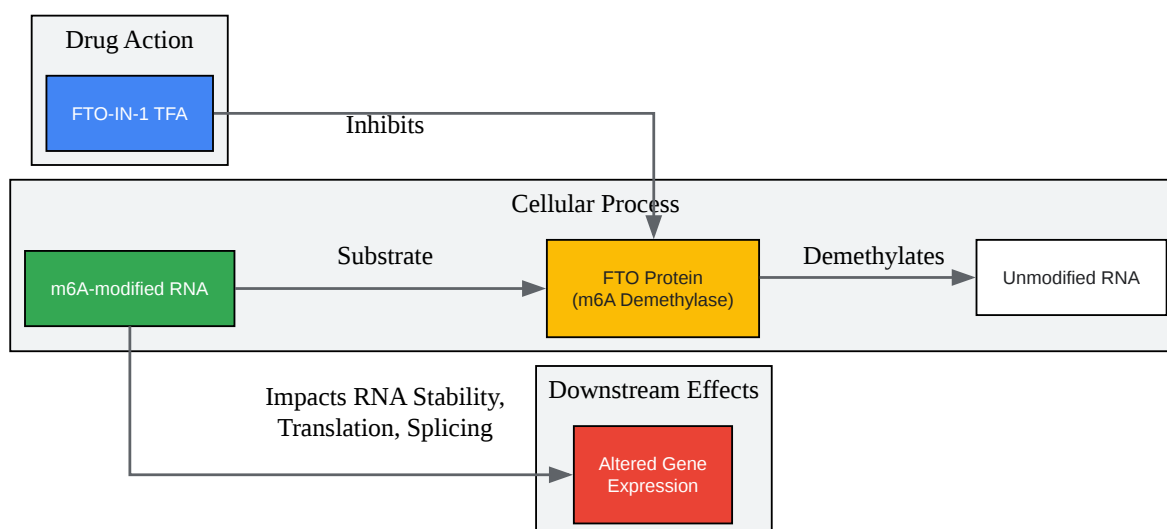 Drug Action
FTO-IN-1 TFA
Inhibits
Cellular Process
m6A-modified RNA
Substrate
FTO Protein
(m6A Demethylase)
Demethylates
Unmodified RNA
Impacts RNA Stability,
Translation, Splicing
Downstream Effects
Altered Gene
Expression